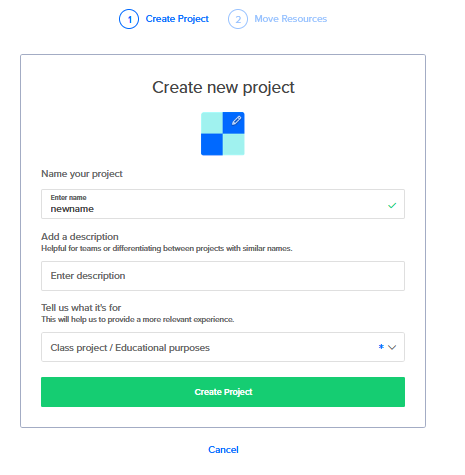 1 Create Project 2 Move Resources
Create new project
Name your project
Enter name
newname
Add a description
Helpful for teams or differentiating between projects with similar names.
Enter description
Tell us what it's for
This will help us to provide a more relevant experience.
Class project / Educational purposes *
Create Project
Cancel